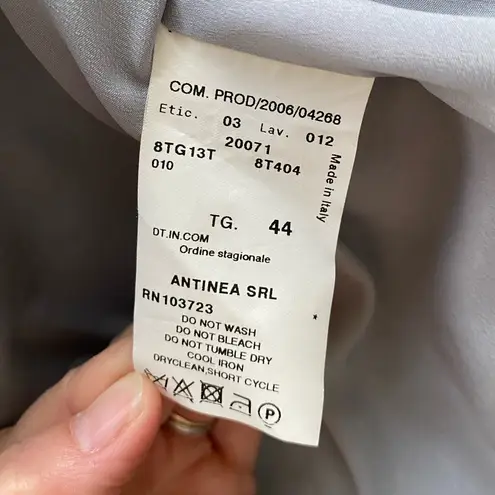 COM. PROD/2006/04268
Etic. 03 Lav. 012
20071
8TG13T 8T404
010
Made in Italy
TG. 44
DT.IN.COM
Ordine stagionale
ANTINEA SRL
RN103723
*
DO NOT WASH
DO NOT BLEACH
DO NOT TUMBLE DRY
COOL IRON
DRYCLEAN,SHORT CYCLE
P